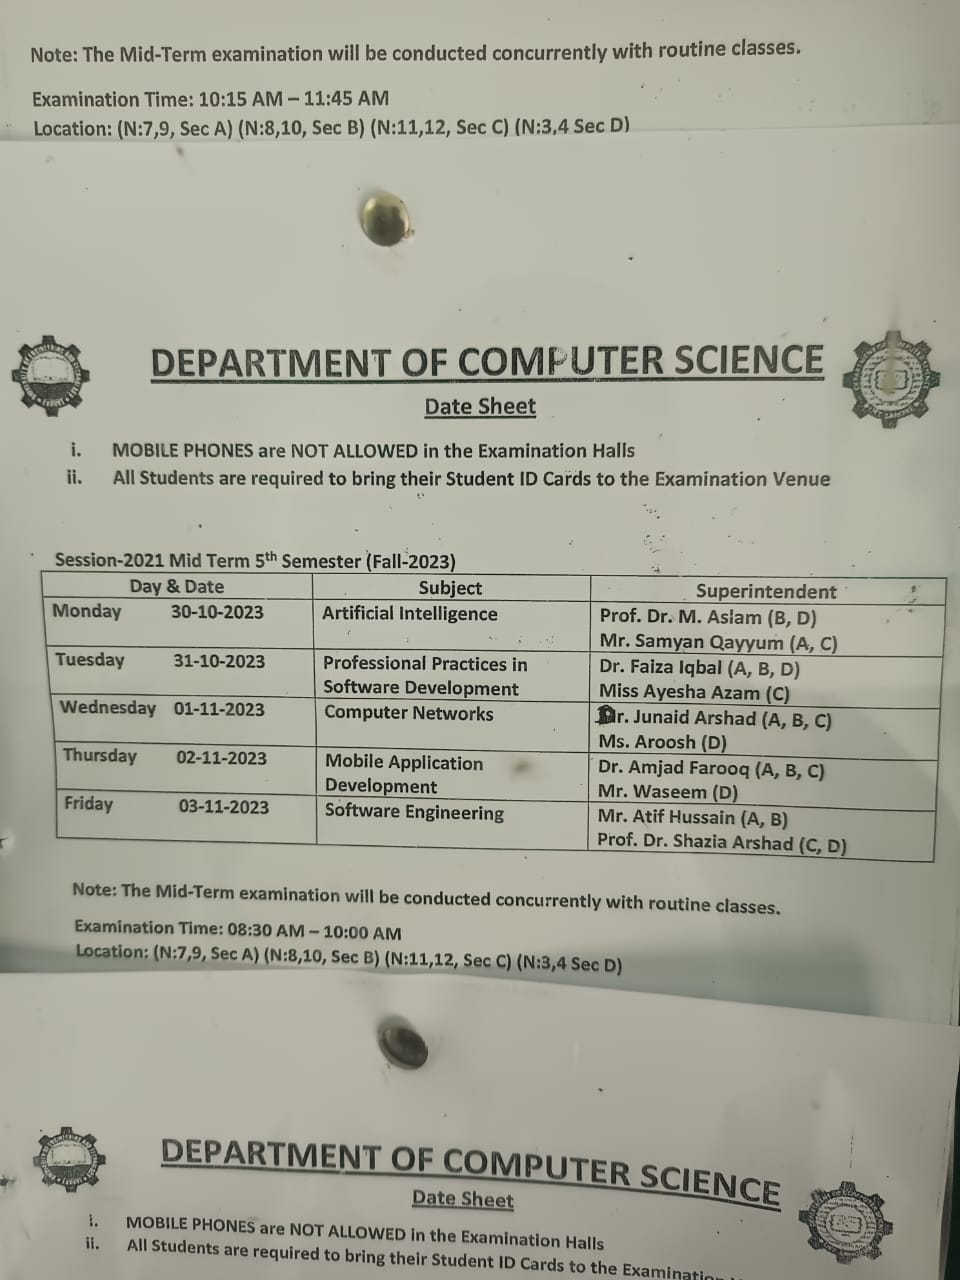 Note: The Mid-Term examination will be conducted concurrently with routine classes.
Examination Time: 10:15 AM – 11:45 AM
Location: (N:7,9, Sec A) (N:8,10, Sec B) (N:11,12, Sec C) (N:3,4 Sec D)
DEPARTMENT OF COMPUTER SCIENCE
Date Sheet
i. MOBILE PHONES are NOT ALLOWED in the Examination Halls
ii. All Students are required to bring their Student ID Cards to the Examination Venue
Session-2021 Mid Term 5th Semester (Fall-2023)
Day & Date Subject Superintendent
Monday 30-10-2023 Artificial Intelligence Prof. Dr. M. Aslam (B, D)
Mr. Samyan Qayyum (A, C)
Tuesday 31-10-2023 Professional Practices in Dr. Faiza Iqbal (A, B, D)
Software Development Miss Ayesha Azam (C)
Wednesday 01-11-2023 Computer Networks Dr. Junaid Arshad (A, B, C)
Ms. Aroosh (D)
Thursday 02-11-2023 Mobile Application Dr. Amjad Farooq (A, B, C)
Development Mr. Waseem (D)
Friday 03-11-2023 Software Engineering Mr. Atif Hussain (A, B)
Prof. Dr. Shazia Arshad (C, D)
Note: The Mid-Term examination will be conducted concurrently with routine classes.
Examination Time: 08:30 AM – 10:00 AM
Location: (N:7,9, Sec A) (N:8,10, Sec B) (N:11,12, Sec C) (N:3,4 Sec D)
DEPARTMENT OF COMPUTER SCIENCE
Date Sheet
i. MOBILE PHONES are NOT ALLOWED in the Examination Halls
ii. All Students are required to bring their Student ID Cards to the Examination